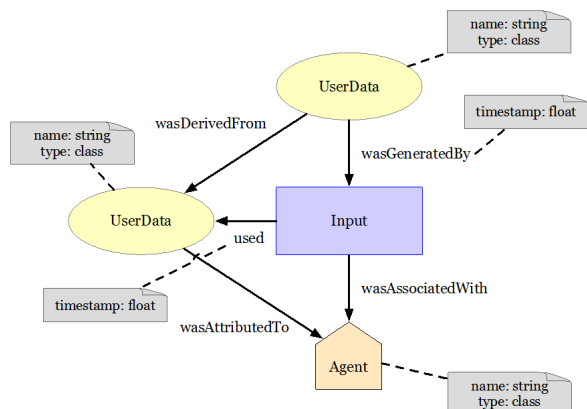 name: string
type: class
UserData
timestamp: float
wasDerivedFrom
name: string
type: class
wasGeneratedBy
UserData
Input
used
wasAssociatedWith
timestamp: float
wasAttributedTo
Agent
name: string
type: class